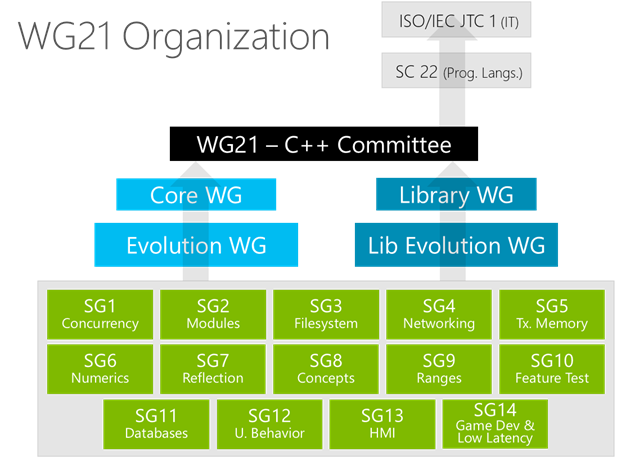 WG21 Organization
ISO/IEC JTC 1 (IT)
SC 22 (Prog. Langs.)
WG21 – C++ Committee
Core WG
Library WG
Evolution WG
Lib Evolution WG
SG1
Concurrency
SG2
Modules
SG3
Filesystem
SG4
Networking
SG5
Tx. Memory
SG6
Numerics
SG7
Reflection
SG8
Concepts
SG9
Ranges
SG10
Feature Test
SG11
Databases
SG12
U. Behavior
SG13
HMI
SG14
Game Dev &
Low Latency